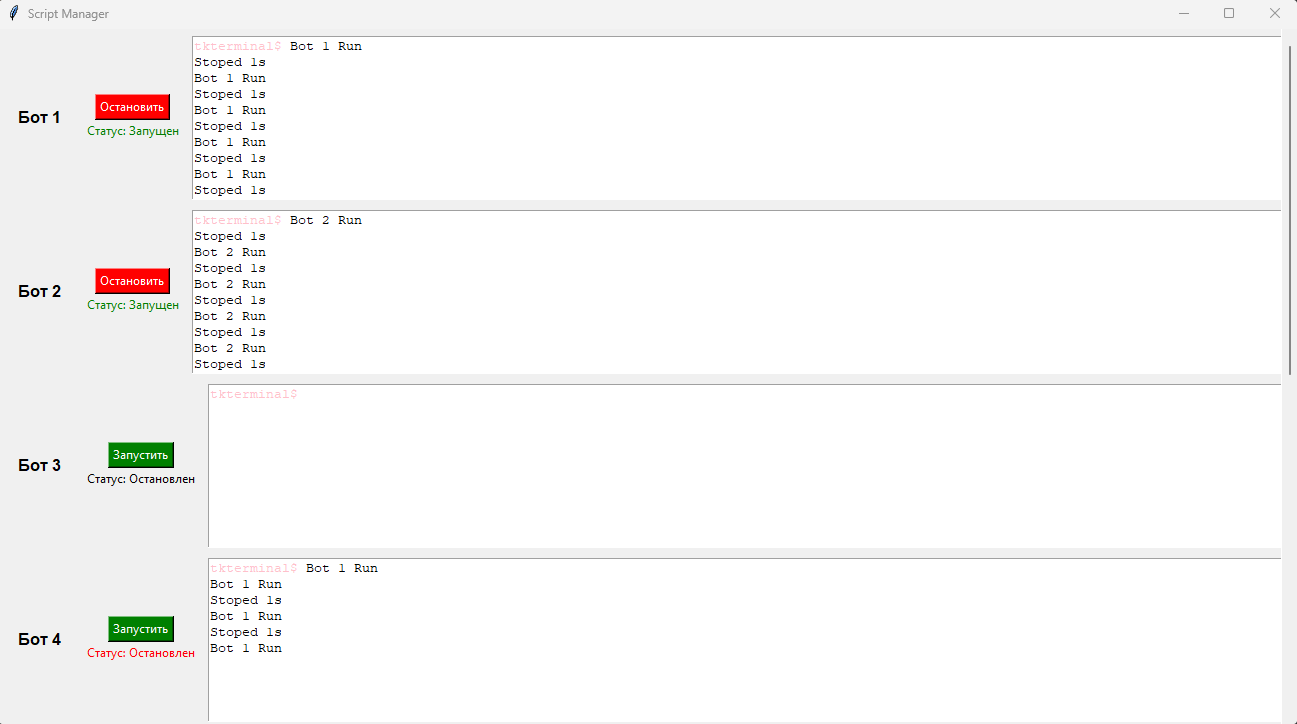 Script Manager
Бот 1
Остановить
Статус: Запущен
tkterminal$ Bot 1 Run
Stoped 1s
Bot 1 Run
Stoped 1s
Bot 1 Run
Stoped 1s
Bot 1 Run
Stoped 1s
Bot 1 Run
Stoped 1s
Бот 2
Остановить
Статус: Запущен
tkterminal$ Bot 2 Run
Stoped 1s
Bot 2 Run
Stoped 1s
Bot 2 Run
Stoped 1s
Bot 2 Run
Stoped 1s
Bot 2 Run
Stoped 1s
Бот 3
Запустить
Статус: Остановлен
tkterminal$
Бот 4
Запустить
Статус: Остановлен
tkterminal$ Bot 1 Run
Bot 1 Run
Stoped 1s
Bot 1 Run
Stoped 1s
Bot 1 Run